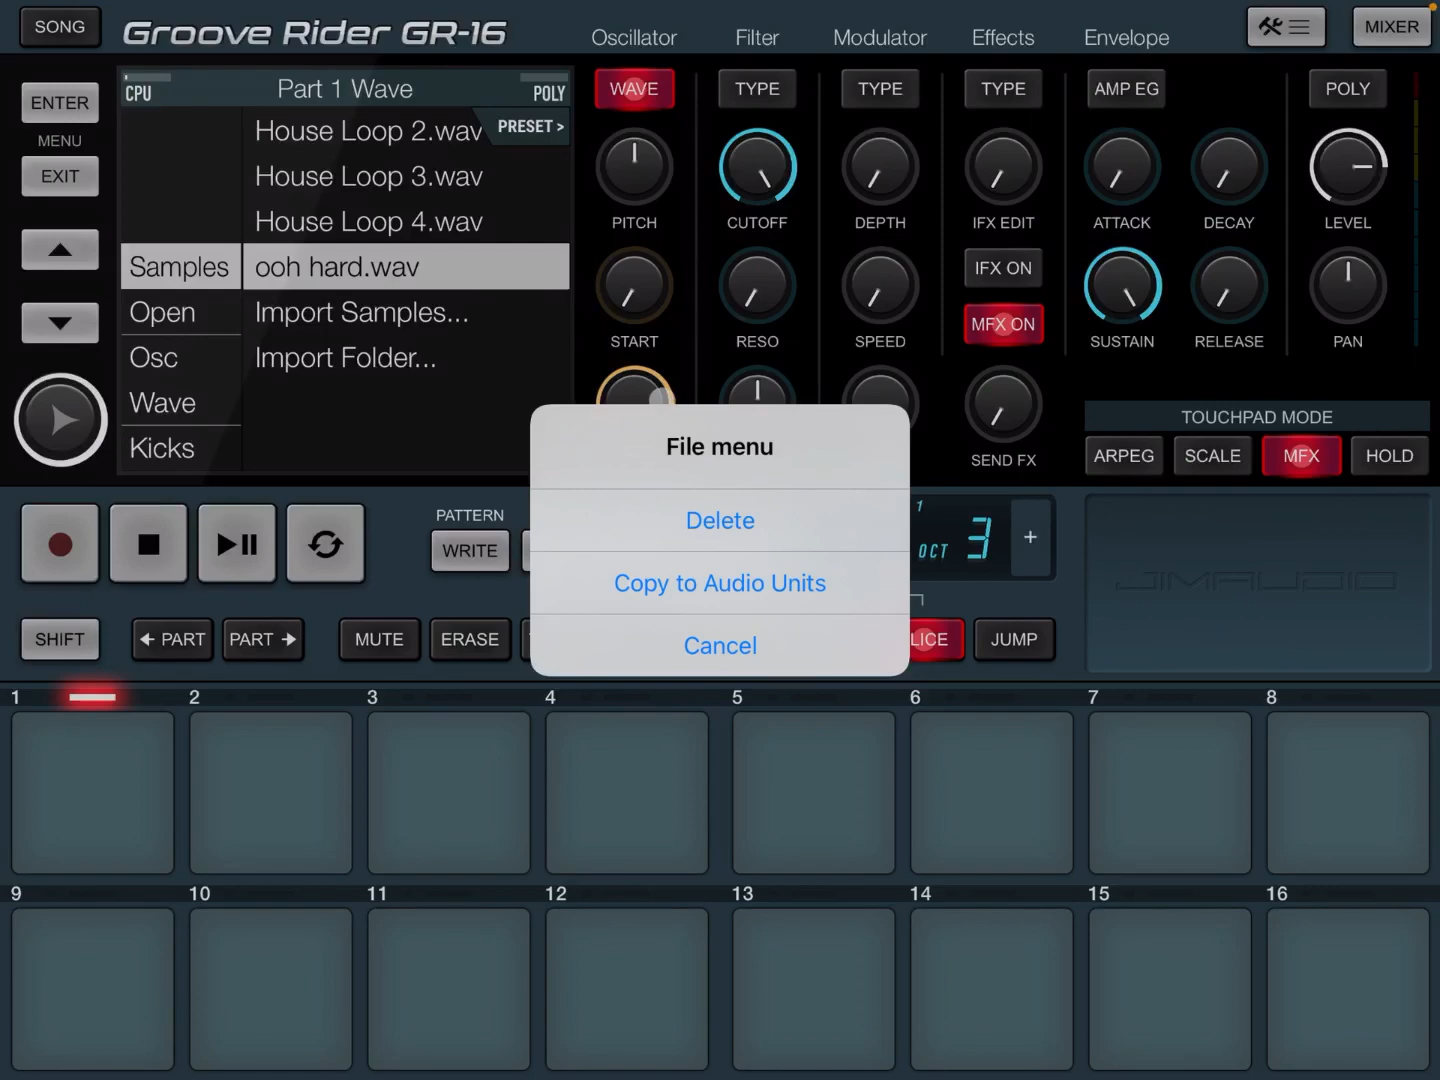 SONG
Groove Rider GR-16
Oscillator
Filter
Modulator
Effects
Envelope
MIXER
ENTER
MENU
EXIT
CPU
Part 1 Wave
POLY
PRESET >
House Loop 2.wav
House Loop 3.wav
House Loop 4.wav
Samples
ooh hard.wav
Open
Import Samples...
Osc
Import Folder...
Wave
Kicks
WAVE
TYPE
TYPE
TYPE
AMP EG
POLY
PITCH
CUTOFF
DEPTH
IFX EDIT
ATTACK
DECAY
LEVEL
IFX ON
MFX ON
START
RESO
SPEED
SUSTAIN
RELEASE
PAN
SEND FX
TOUCHPAD MODE
ARPEG
SCALE
MFX
HOLD
File menu
Delete
Copy to Audio Units
Cancel
PATTERN
WRITE
1
OCT
3
+
JIMAUDIO
SHIFT
← PART
PART →
MUTE
ERASE
LICE
JUMP
1
2
3
4
5
6
7
8
9
10
11
12
13
14
15
16